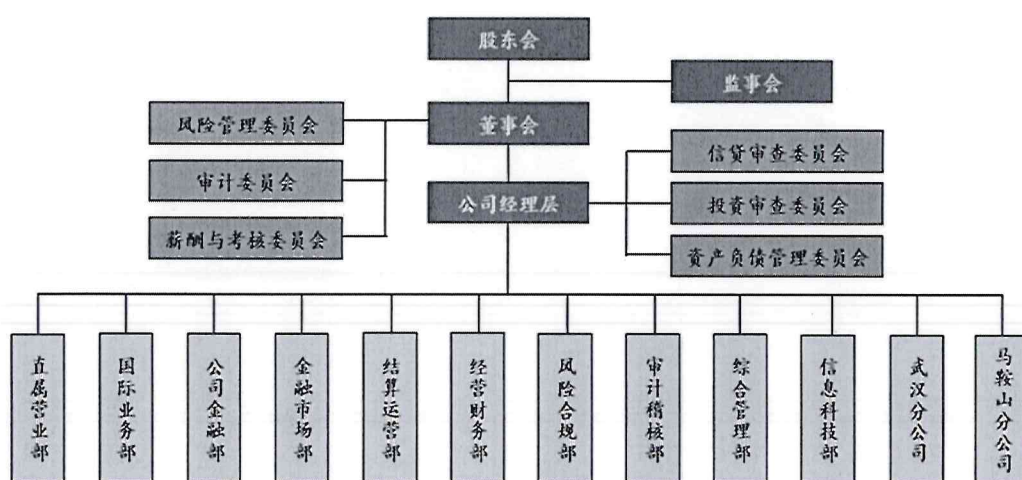 股东会
监事会
风险管理委员会
董事会
信贷审查委员会
审计委员会
公司经理层
投资审查委员会
薪酬与考核委员会
资产负债管理委员会
直属营业部
国际业务部
公司金融部
金融市场部
结算运营部
经营财务部
风险合规部
审计稽核部
综合管理部
信息科技部
武汉分公司
马鞍山分公司